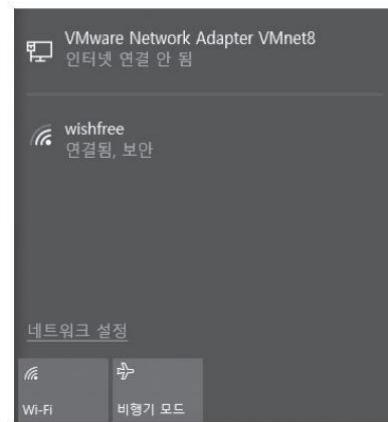 VMware Network Adapter VMnet8
인터넷 연결 안 됨
wishfree
연결됨, 보안
네트워크 설정
Wi-Fi
비행기 모드